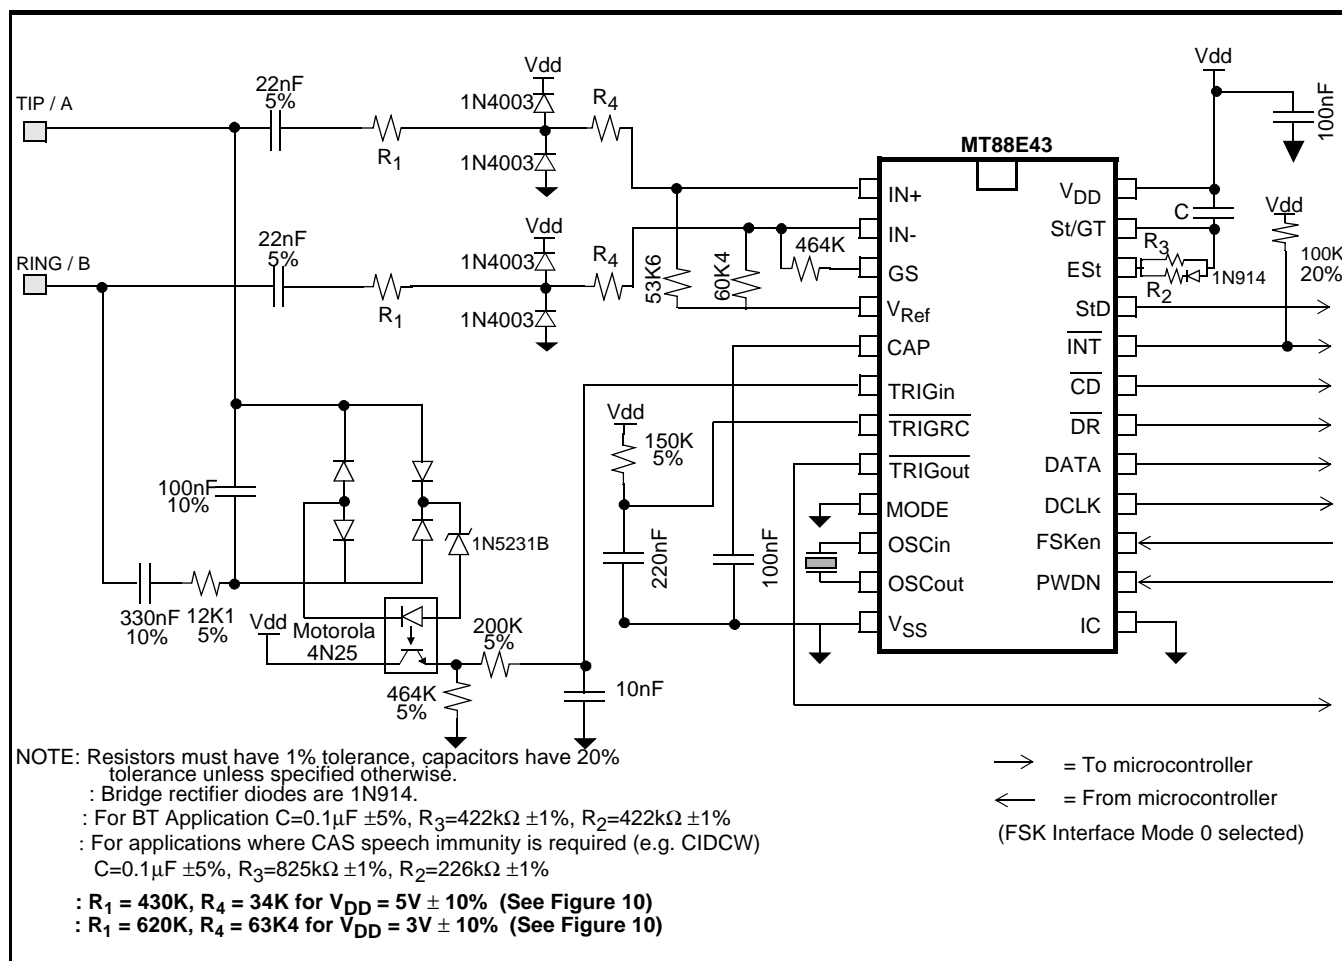 Vdd
Vdd
22nF
5%
TIP / A
1N4003
R4
100nF
R1
1N4003
MT88E43
IN+
VDD
Vdd
22nF
5%
Vdd
C
IN-
St/GT
RING / B
1N4003
R4
464K
R3
100K
20%
53K6
60K4
GS
ESt
1N914
R2
R1
1N4003
VRef
StD
CAP
INT
TRIGin
CD
Vdd
150K
5%
TRIGRC
DR
TRIGout
DATA
100nF
10%
MODE
DCLK
1N5231B
220nF
100nF
OSCin
FSKen
OSCout
PWDN
330nF
10%
12K1
5%
Vdd
Motorola
4N25
200K
5%
VSS
IC
464K
5%
10nF
NOTE: Resistors must have 1% tolerance, capacitors have 20%
tolerance unless specified otherwise.
: Bridge rectifier diodes are 1N914.
: For BT Application C=0.1μF ±5%, R3=422kΩ ±1%, R2=422kΩ ±1%
: For applications where CAS speech immunity is required (e.g. CIDCW)
C=0.1μF ±5%, R3=825kΩ ±1%, R2=226kΩ ±1%
: R1 = 430K, R4 = 34K for VDD = 5V ± 10% (See Figure 10)
: R1 = 620K, R4 = 63K4 for VDD = 3V ± 10% (See Figure 10)
= To microcontroller
= From microcontroller
(FSK Interface Mode 0 selected)